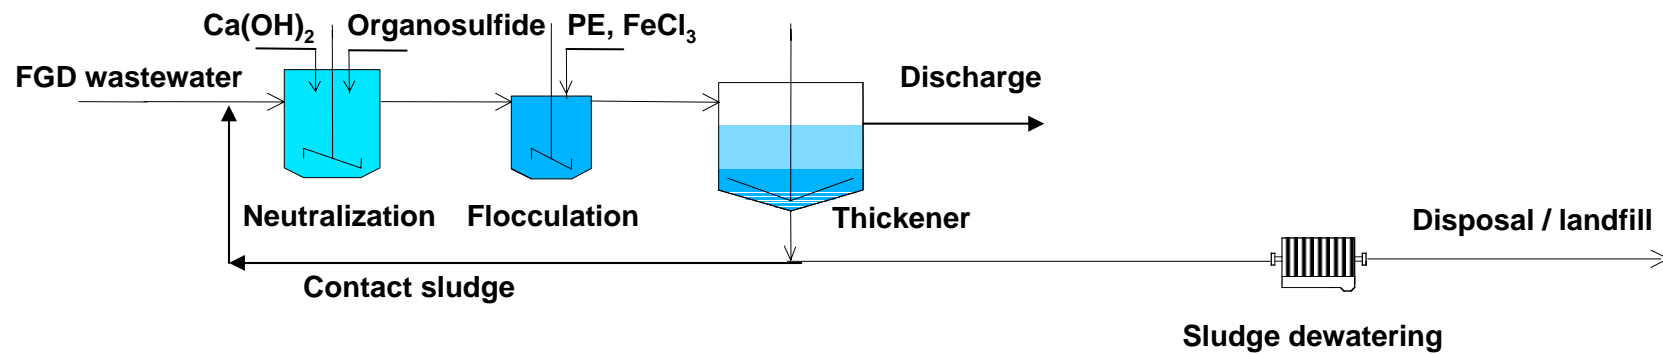 Ca(OH)₂
Organosulfide
PE, FeCl₃
FGD wastewater
Discharge
Neutralization
Flocculation
Thickener
Disposal / landfill
Contact sludge
Sludge dewatering